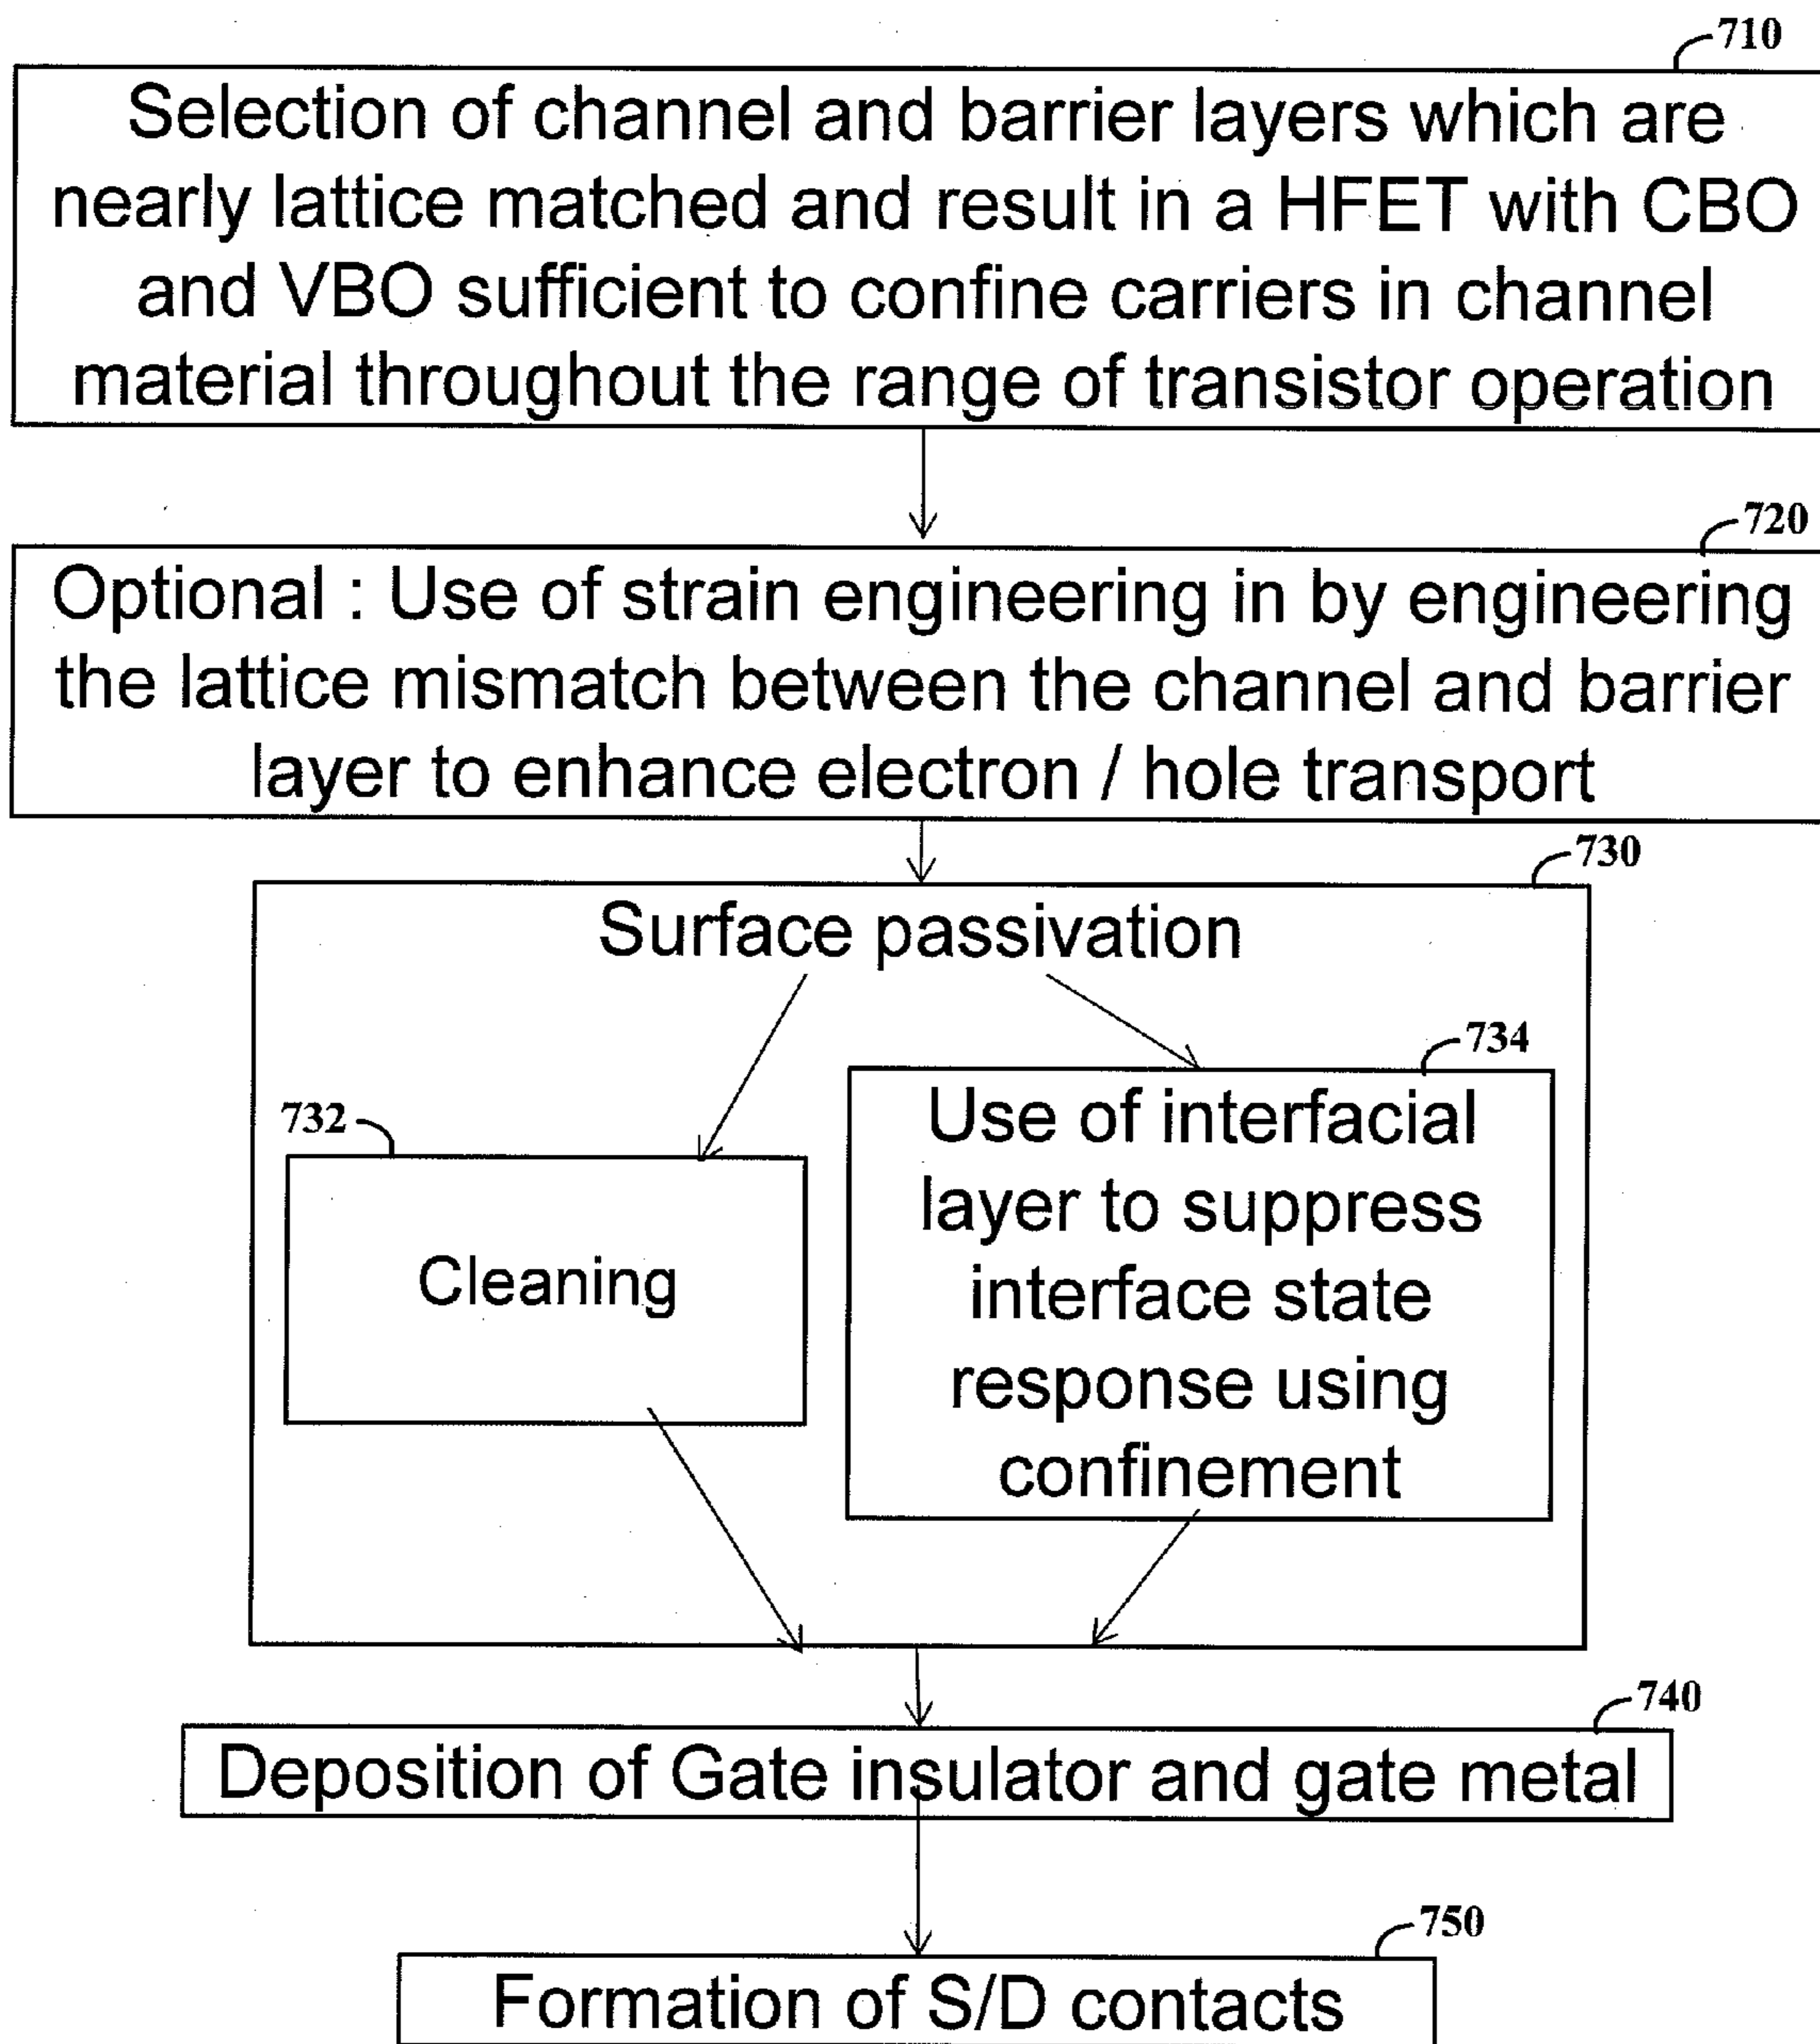 710
Selection of channel and barrier layers which are
nearly lattice matched and result in a HFET with CBO
and VBO sufficient to confine carriers in channel
material throughout the range of transistor operation
720
Optional : Use of strain engineering in by engineering
the lattice mismatch between the channel and barrier
layer to enhance electron / hole transport
730
Surface passivation
732
Cleaning
734
Use of interfacial
layer to suppress
interface state
response using
confinement
740
Deposition of Gate insulator and gate metal
750
Formation of S/D contacts